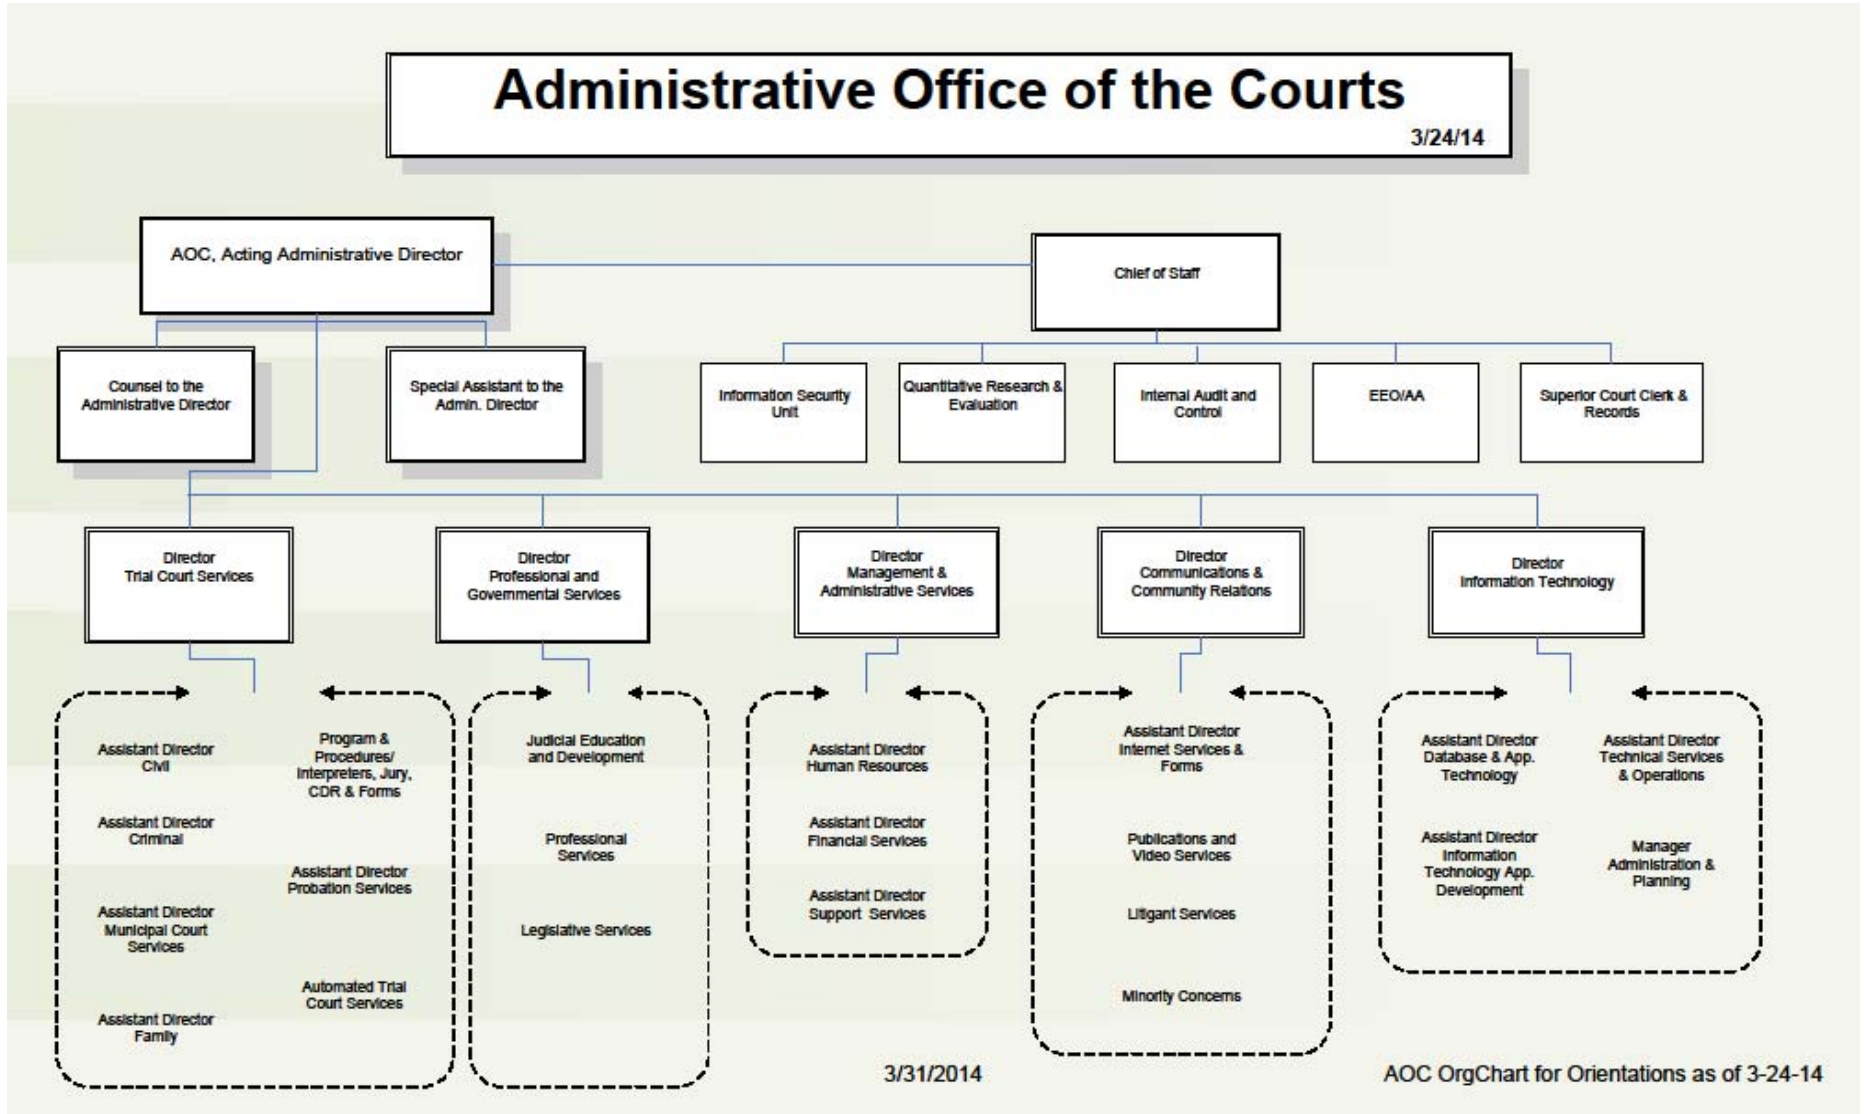 Administrative Office of the Courts
3/24/14
AOC, Acting Administrative Director
Chief of Staff
Counsel to the
Administrative Director
Special Assistant to the
Admin. Director
Information Security
Unit
Quantitative Research &
Evaluation
Internal Audit and
Control
EEO/AA
Superior Court Clerk &
Records
Director
Trial Court Services
Director
Professional and
Governmental Services
Director
Management &
Administrative Services
Director
Communications &
Community Relations
Director
Information Technology
Assistant Director
Civil
Assistant Director
Criminal
Assistant Director
Municipal Court
Services
Assistant Director
Family
Program &
Procedures/
Interpreters, Jury,
CDR & Forms
Assistant Director
Probation Services
Automated Trial
Court Services
Judicial Education
and Development
Professional
Services
Legislative Services
Assistant Director
Human Resources
Assistant Director
Financial Services
Assistant Director
Support Services
Assistant Director
Internet Services &
Forms
Publications and
Video Services
Litigant Services
Minority Concerns
Assistant Director
Database & App.
Technology
Assistant Director
Information
Technology App.
Development
Assistant Director
Technical Services
& Operations
Manager
Administration &
Planning
3/31/2014
AOC OrgChart for Orientations as of 3-24-14